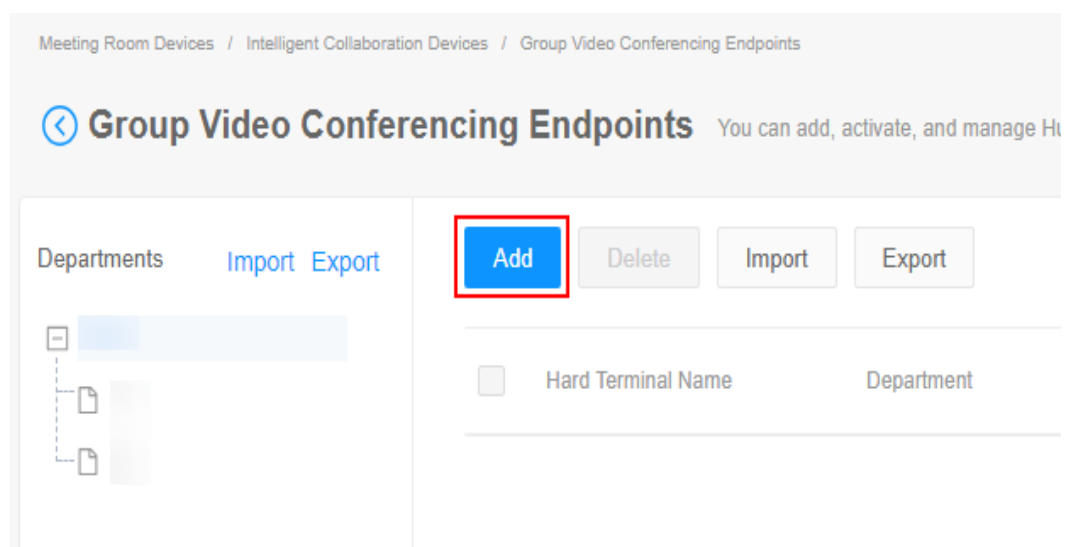 Meeting Room Devices / Intelligent Collaboration Devices / Group Video Conferencing Endpoints
Group Video Conferencing Endpoints You can add, activate, and manage
Departments Import Export
Add Delete Import Export
Hard Terminal Name Department